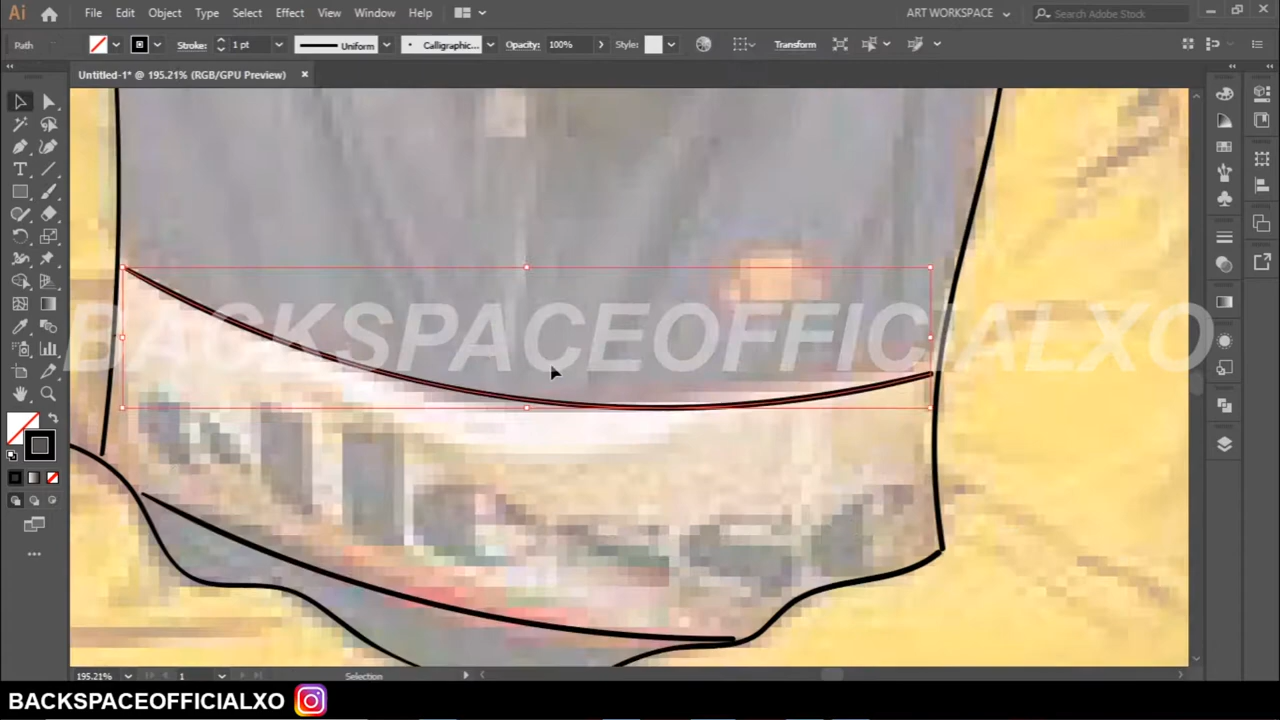 Ai File Edit Object Type Select Effect View Window Help ART WORKSPACE Search Adobe Stock
Path Stroke: 1 pt Uniform Calligraphic... Opacity: 100% Style: Transform
Untitled-1* @ 195.21% (RGB/GPU Preview) ×
BACKSPACEOFFICIALXO
195.21% 1 Selection
BACKSPACEOFFICIALXO